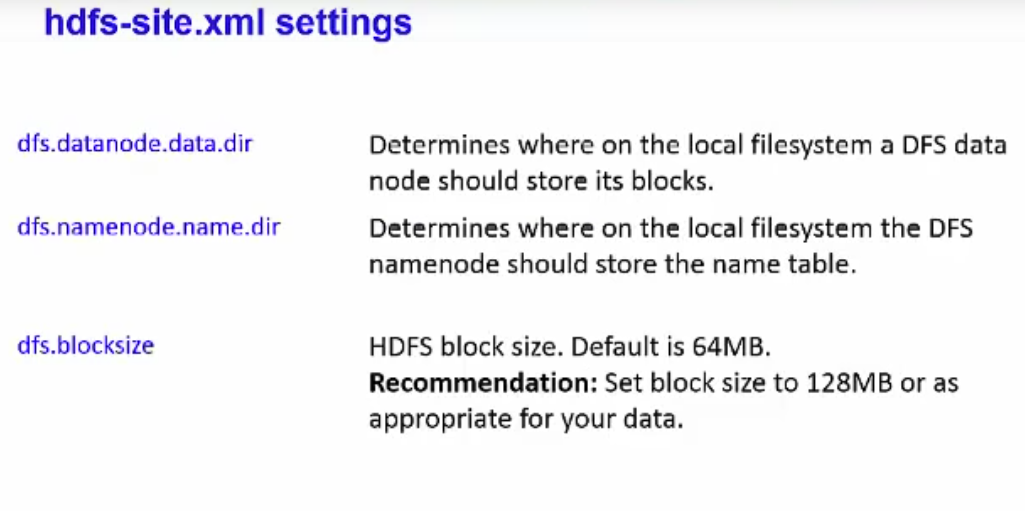 hdfs-site.xml settings
dfs.datanode.data.dir
Determines where on the local filesystem a DFS data
node should store its blocks.
dfs.namenode.name.dir
Determines where on the local filesystem the DFS
namenode should store the name table.
dfs.blocksize
HDFS block size. Default is 64MB.
Recommendation: Set block size to 128MB or as
appropriate for your data.